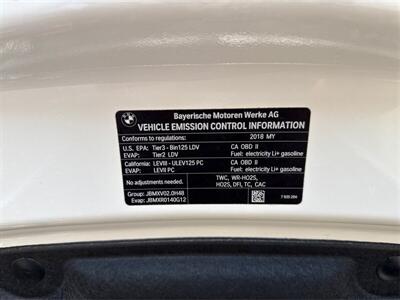 Bayerische Motoren Werke AG
VEHICLE EMISSION CONTROL INFORMATION
Conforms to regulations: 2018 MY
U.S. EPA: Tier3 - Bin125 LDV CA OBD II
EVAP: Tier2 LDV Fuel: electricity Li+ gasoline
California: LEVIII - ULEV125 PC CA OBD II
EVAP: LEVII PC Fuel: electricity Li+ gasoline
No adjustments needed. TWC, WR-HO2S,
HO2S, DFI, TC, CAC
Group: JBMXV02.0H48
Evap: JBMXR0140G12